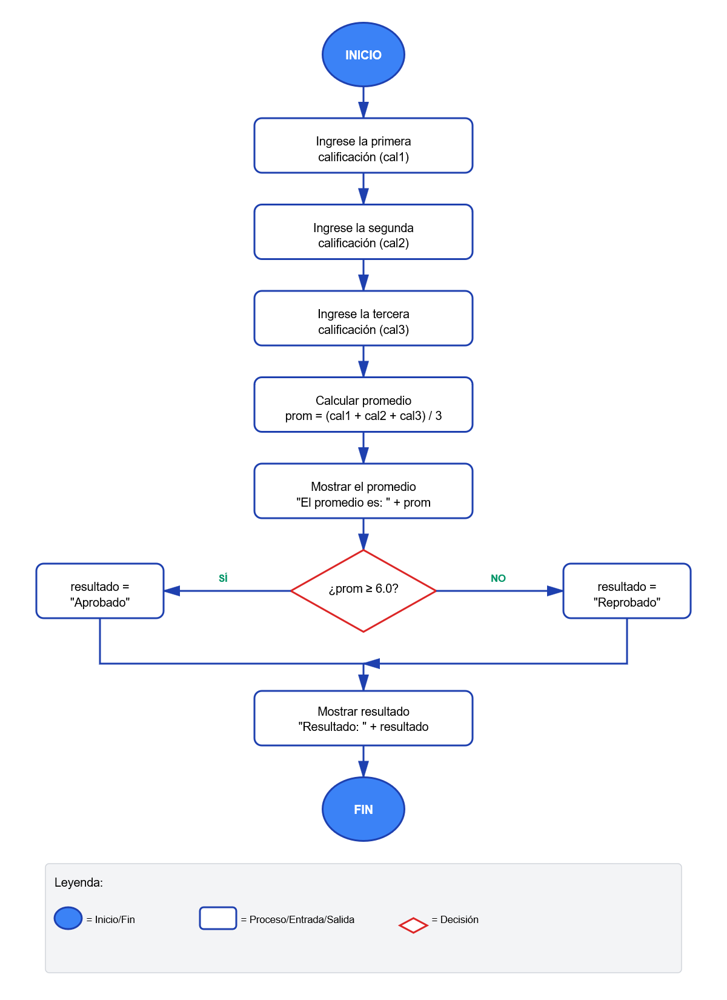 INICIO
Ingrese la primera
calificación (cal1)
Ingrese la segunda
calificación (cal2)
Ingrese la tercera
calificación (cal3)
Calcular promedio
prom = (cal1 + cal2 + cal3) / 3
Mostrar el promedio
"El promedio es: " + prom
¿prom ≥ 6.0?
SÍ
NO
resultado =
"Aprobado"
resultado =
"Reprobado"
Mostrar resultado
"Resultado: " + resultado
FIN
Leyenda:
= Inicio/Fin
= Proceso/Entrada/Salida
= Decisión